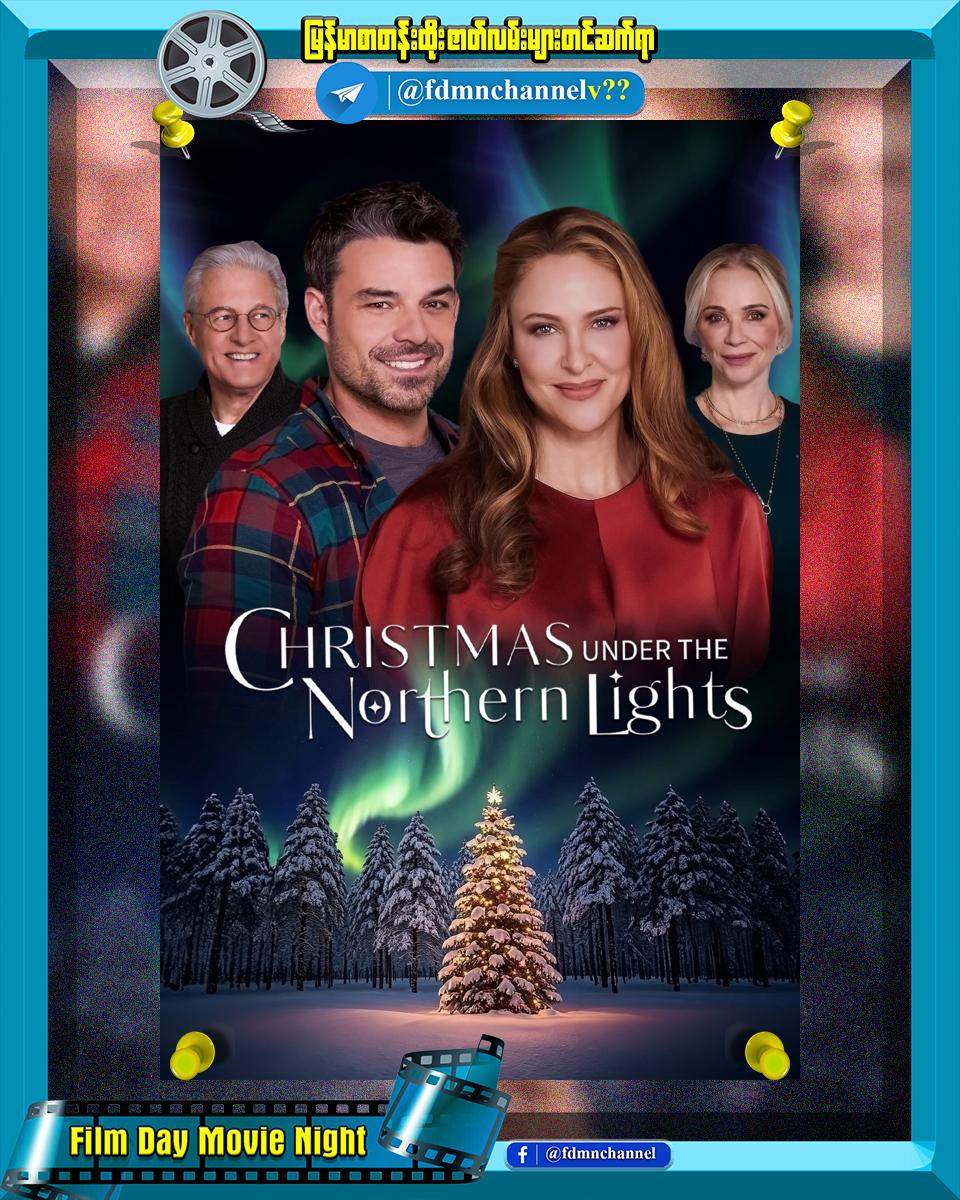 မြန်မာစာတန်းထိုးဇာတ်လမ်းများတင်ဆက်ရာ
@fdmnchannelv??
CHRISTMAS UNDER THE
Northern Lights
Film Day Movie Night
f @fdmnchannel